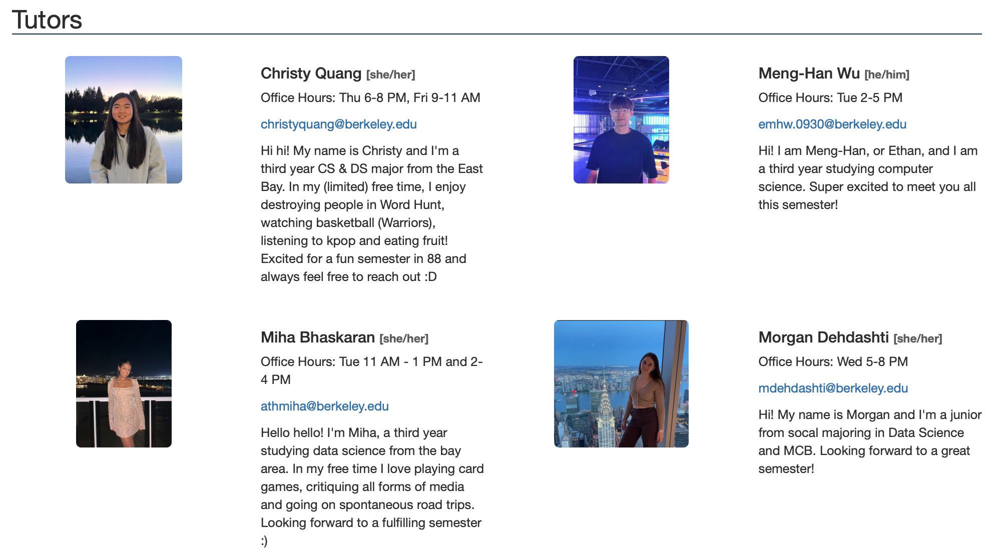 Tutors
Christy Quang [she/her]
Office Hours: Thu 6-8 PM, Fri 9-11 AM
christyquang@berkeley.edu
Hi hi! My name is Christy and I'm a
third year CS & DS major from the East
Bay. In my (limited) free time, I enjoy
destroying people in Word Hunt,
watching basketball (Warriors),
listening to kpop and eating fruit!
Excited for a fun semester in 88 and
always feel free to reach out :D
Meng-Han Wu [he/him]
Office Hours: Tue 2-5 PM
emhw.0930@berkeley.edu
Hi! I am Meng-Han, or Ethan, and I am
a third year studying computer
science. Super excited to meet you all
this semester!
Miha Bhaskaran [she/her]
Office Hours: Tue 11 AM - 1 PM and 2-
4 PM
athmiha@berkeley.edu
Hello hello! I'm Miha, a third year
studying data science from the bay
area. In my free time I love playing card
games, critiquing all forms of media
and going on spontaneous road trips.
Looking forward to a fulfilling semester
:)
Morgan Dehdashti [she/her]
Office Hours: Wed 5-8 PM
mdehdashti@berkeley.edu
Hi! My name is Morgan and I'm a junior
from socal majoring in Data Science
and MCB. Looking forward to a great
semester!